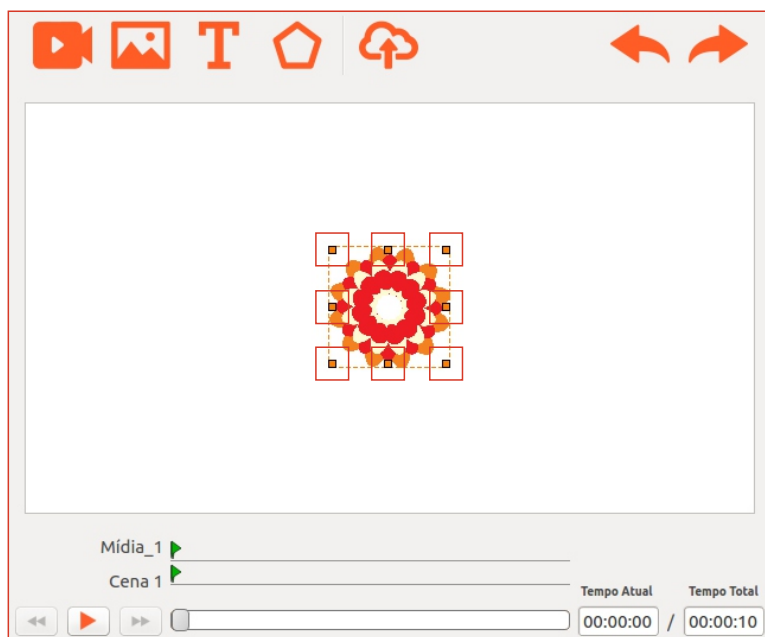 T
Mídia_1
Cena 1
Tempo Atual
Tempo Total
00:00:00 / 00:00:10